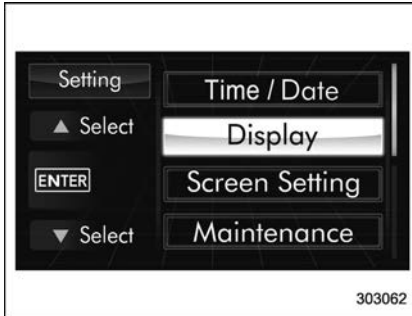 Setting
▲ Select
ENTER
▼ Select
Time / Date
Display
Screen Setting
Maintenance
303062